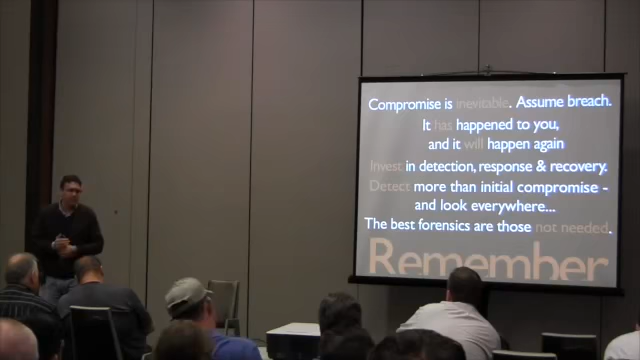 Compromise is inevitable. Assume breach.
It has happened to you,
and it will happen again
Invest in detection, response & recovery.
Detect more than initial compromise -
and look everywhere...
The best forensics are those not needed.
Remember